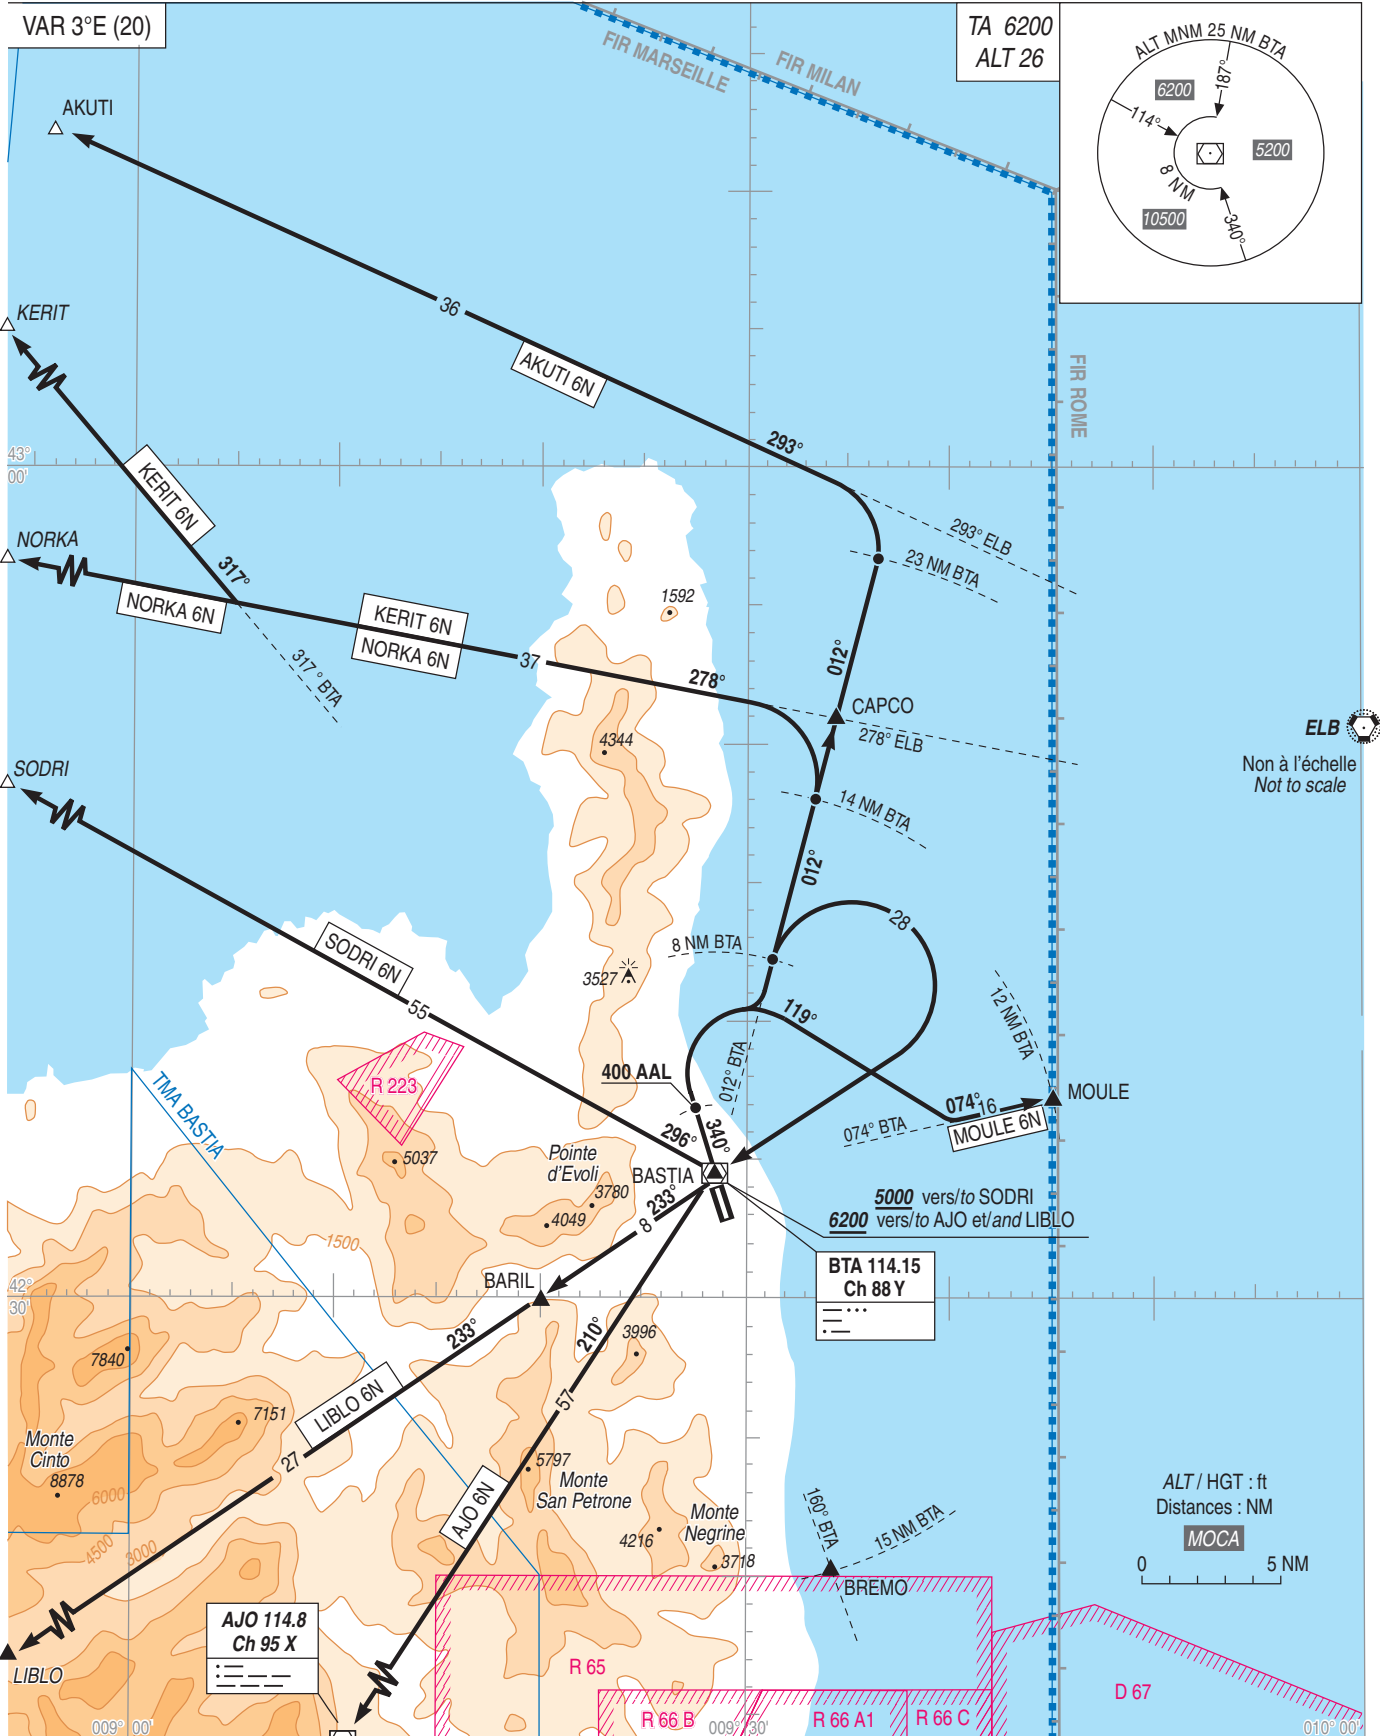 VAR 3°E (20)
TA 6200
ALT 26
ALT MNM 25 NM BTA
6200
187°
114°
5200
8 NM
10500
340°
FIR MARSEILLE
FIR MILAN
AKUTI
36
AKUTI 6N
KERIT
FIR ROME
293°
43°
00'
KERIT 6N
293° ELB
NORKA
23 NM BTA
317°
NORKA 6N
KERIT 6N
NORKA 6N
1592
37
012°
317° BTA
278°
CAPCO
278° ELB
ELB
Non à l'échelle
Not to scale
4344
SODRI
14 NM BTA
012°
28
8 NM BTA
SODRI 6N
3527
55
119°
12 NM BTA
R 223
400 AAL
012° BTA
TMA BASTIA
074°
16
MOULE
MOULE 6N
074° BTA
340°
296°
5037
Pointe
d'Evoli
BASTIA
3780
4049
233°
8
5000 vers/to SODRI
6200 vers/to AJO et/and LIBLO
1500
BTA 114.15
Ch 88 Y
BARIL
42°
30'
233°
210°
3996
7840
LIBLO 6N
57
7151
Monte
Cinto
8878
27
6000
5797
Monte
San Petrone
AJO 6N
4500
3000
4216
Monte
Negrine
3718
160° BTA
15 NM BTA
BREMO
ALT / HGT : ft
Distances : NM
MOCA
0
5 NM
AJO 114.8
Ch 95 X
LIBLO
R 65
D 67
R 66 B
R 66 A1
R 66 C
009° 00'
009° 30'
010° 00'